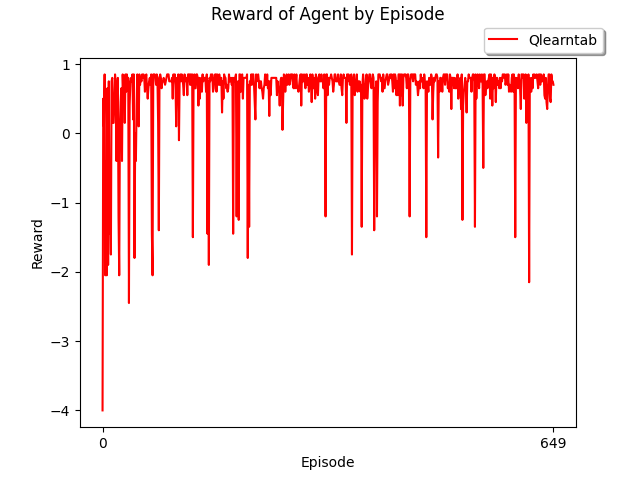 Reward of Agent by Episode
Qlearntab
1
0
−1
−2
−3
−4
Reward
0
649
Episode